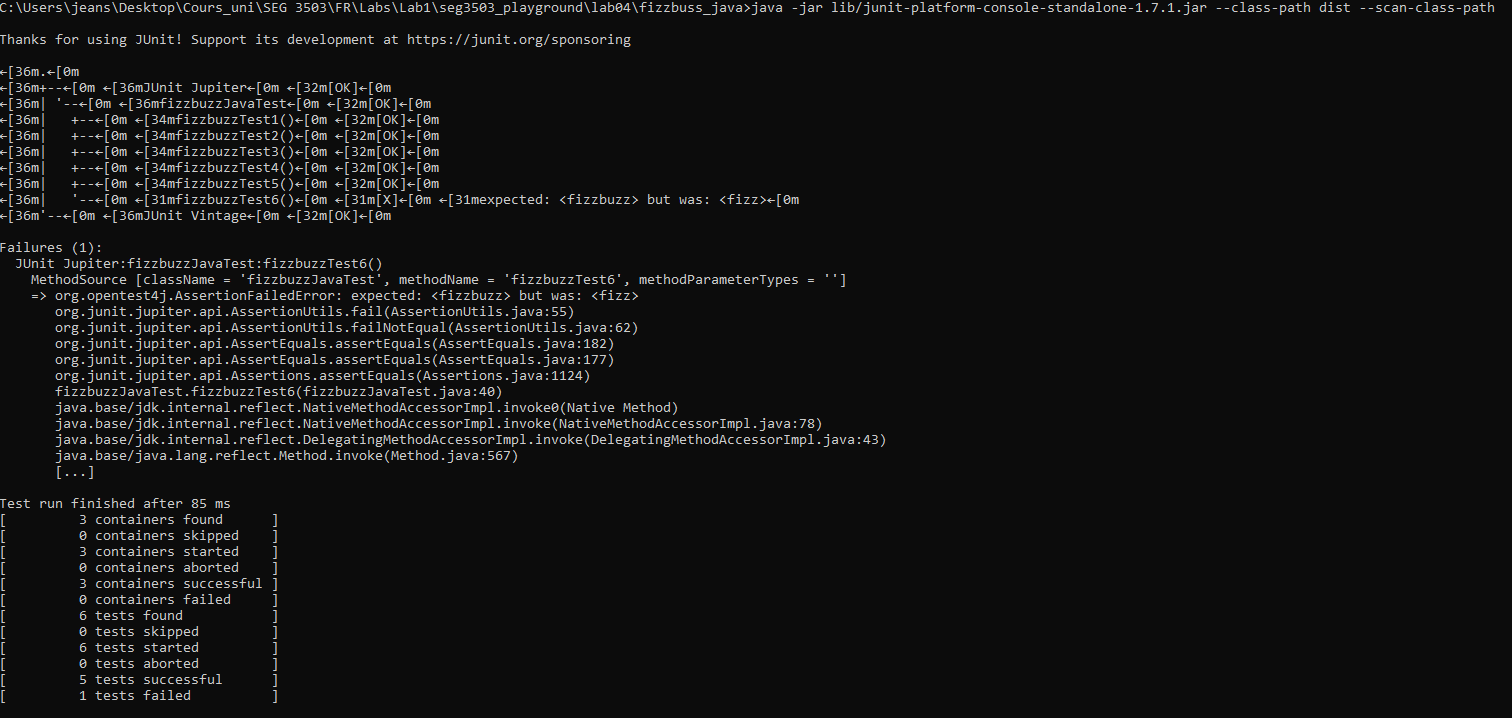 C:\Users\jeans\Desktop\Cours_uni\SEG 3503\FR\Labs\Lab1\seg3503_playground\lab04\fizzbuss_java>java -jar lib/junit-platform-console-standalone-1.7.1.jar --class-path dist --scan-class-path
Thanks for using JUnit! Support its development at https://junit.org/sponsoring
←[36m.←[0m
←[36m+--←[0m ←[36mJUnit Jupiter←[0m ←[32m[OK]←[0m
←[36m| '--←[0m ←[36mfizzbuzzJavaTest←[0m ←[32m[OK]←[0m
←[36m|   +--←[0m ←[34mfizzbuzzTest1()←[0m ←[32m[OK]←[0m
←[36m|   +--←[0m ←[34mfizzbuzzTest2()←[0m ←[32m[OK]←[0m
←[36m|   +--←[0m ←[34mfizzbuzzTest3()←[0m ←[32m[OK]←[0m
←[36m|   +--←[0m ←[34mfizzbuzzTest4()←[0m ←[32m[OK]←[0m
←[36m|   +--←[0m ←[34mfizzbuzzTest5()←[0m ←[32m[OK]←[0m
←[36m|   '--←[0m ←[31mfizzbuzzTest6()←[0m ←[31m[X]←[0m ←[31mexpected: <fizzbuzz> but was: <fizz>←[0m
←[36m'--←[0m ←[36mJUnit Vintage←[0m ←[32m[OK]←[0m
Failures (1):
  JUnit Jupiter:fizzbuzzJavaTest:fizzbuzzTest6()
    MethodSource [className = 'fizzbuzzJavaTest', methodName = 'fizzbuzzTest6', methodParameterTypes = '']
    => org.opentest4j.AssertionFailedError: expected: <fizzbuzz> but was: <fizz>
       org.junit.jupiter.api.AssertionUtils.fail(AssertionUtils.java:55)
       org.junit.jupiter.api.AssertionUtils.failNotEqual(AssertionUtils.java:62)
       org.junit.jupiter.api.AssertEquals.assertEquals(AssertEquals.java:182)
       org.junit.jupiter.api.AssertEquals.assertEquals(AssertEquals.java:177)
       org.junit.jupiter.api.Assertions.assertEquals(Assertions.java:1124)
       fizzbuzzJavaTest.fizzbuzzTest6(fizzbuzzJavaTest.java:40)
       java.base/jdk.internal.reflect.NativeMethodAccessorImpl.invoke0(Native Method)
       java.base/jdk.internal.reflect.NativeMethodAccessorImpl.invoke(NativeMethodAccessorImpl.java:78)
       java.base/jdk.internal.reflect.DelegatingMethodAccessorImpl.invoke(DelegatingMethodAccessorImpl.java:43)
       java.base/java.lang.reflect.Method.invoke(Method.java:567)
       [...]
Test run finished after 85 ms
[         3 containers found      ]
[         0 containers skipped    ]
[         3 containers started    ]
[         0 containers aborted    ]
[         3 containers successful ]
[         0 containers failed     ]
[         6 tests found           ]
[         0 tests skipped         ]
[         6 tests started         ]
[         0 tests aborted         ]
[         5 tests successful      ]
[         1 tests failed          ]